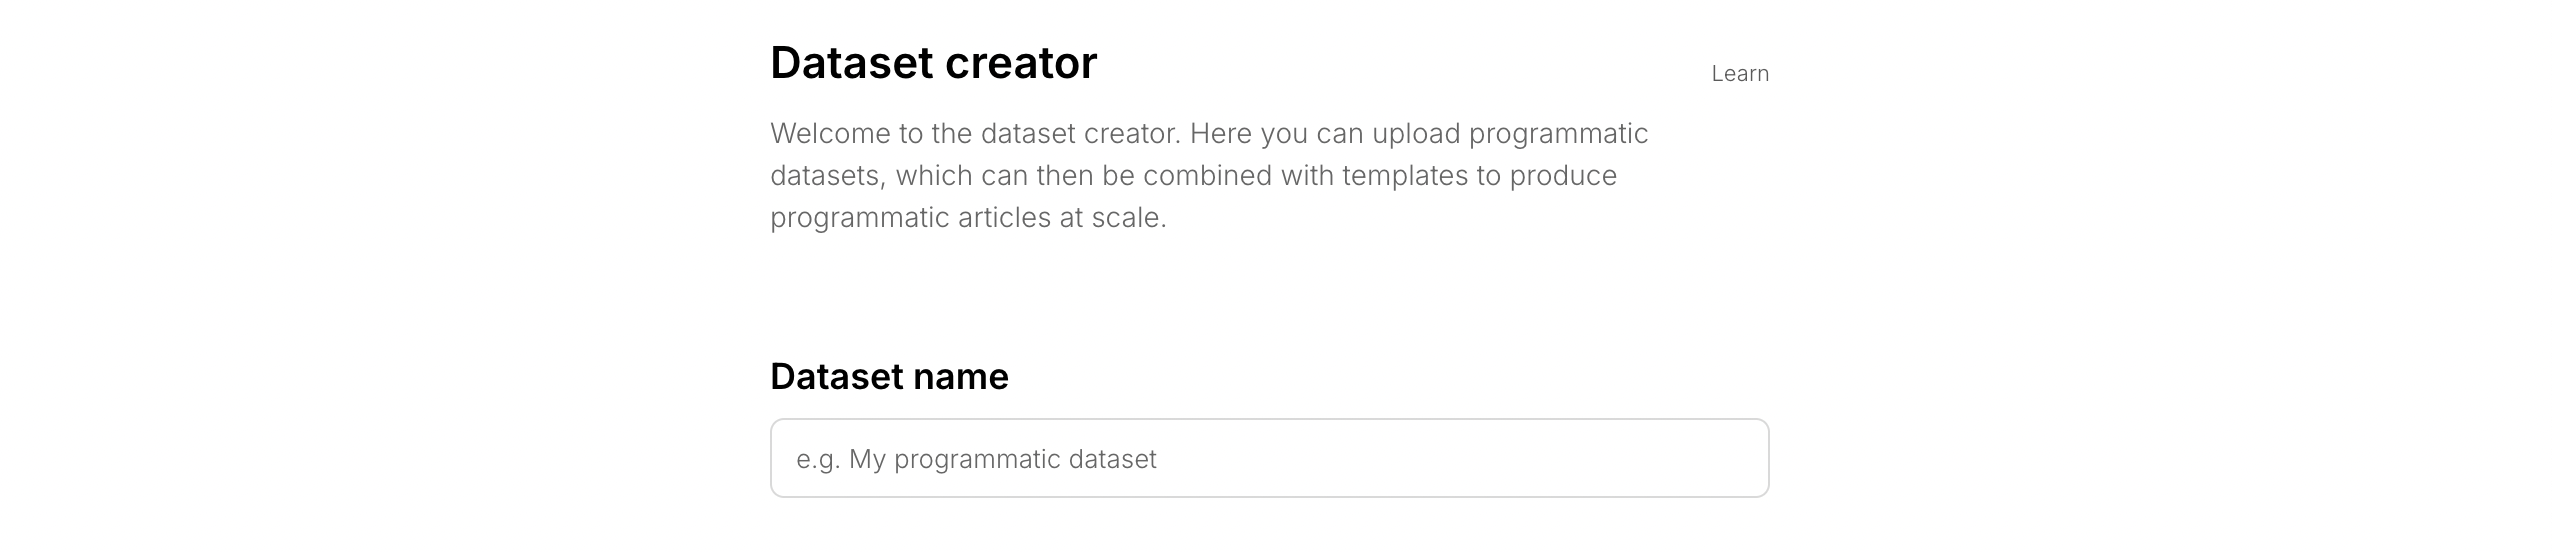 Dataset creator
Learn
Welcome to the dataset creator. Here you can upload programmatic
datasets, which can then be combined with templates to produce
programmatic articles at scale.
Dataset name
e.g. My programmatic dataset